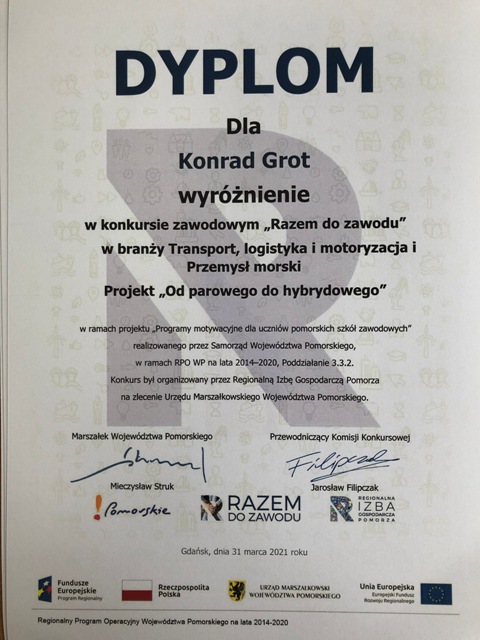 DYPLOM
Dla
Konrad Grot
wyróżnienie
w konkursie zawodowym „Razem do zawodu”
w branży Transport, logistyka i motoryzacja i
Przemysł morski
Projekt „Od parowego do hybrydowego”
w ramach projektu „Programy motywacyjne dla uczniów pomorskich szkół zawodowych”
realizowanego przez Samorząd Województwa Pomorskiego,
w ramach RPO WP na lata 2014–2020, Poddziałanie 3.3.2.
Konkurs był organizowany przez Regionalną Izbę Gospodarczą Pomorza
na zlecenie Urzędu Marszałkowskiego Województwa Pomorskiego.
Marszałek Województwa Pomorskiego
Przewodniczący Komisji Konkursowej
Filipczak
Mieczysław Struk
Jarosław Filipczak
! Pomorskie
RAZEM
DO ZAWODU
REGIONALNA
IZBA
GOSPODARCZA
POMORZA
Gdańsk, dnia 31 marca 2021 roku
Fundusze
Europejskie
Program Regionalny
Rzeczpospolita
Polska
URZĄD MARSZAŁKOWSKI
WOJEWÓDZTWA POMORSKIEGO
Unia Europejska
Europejski Fundusz
Rozwoju Regionalnego
Regionalny Program Operacyjny Województwa Pomorskiego na lata 2014-2020